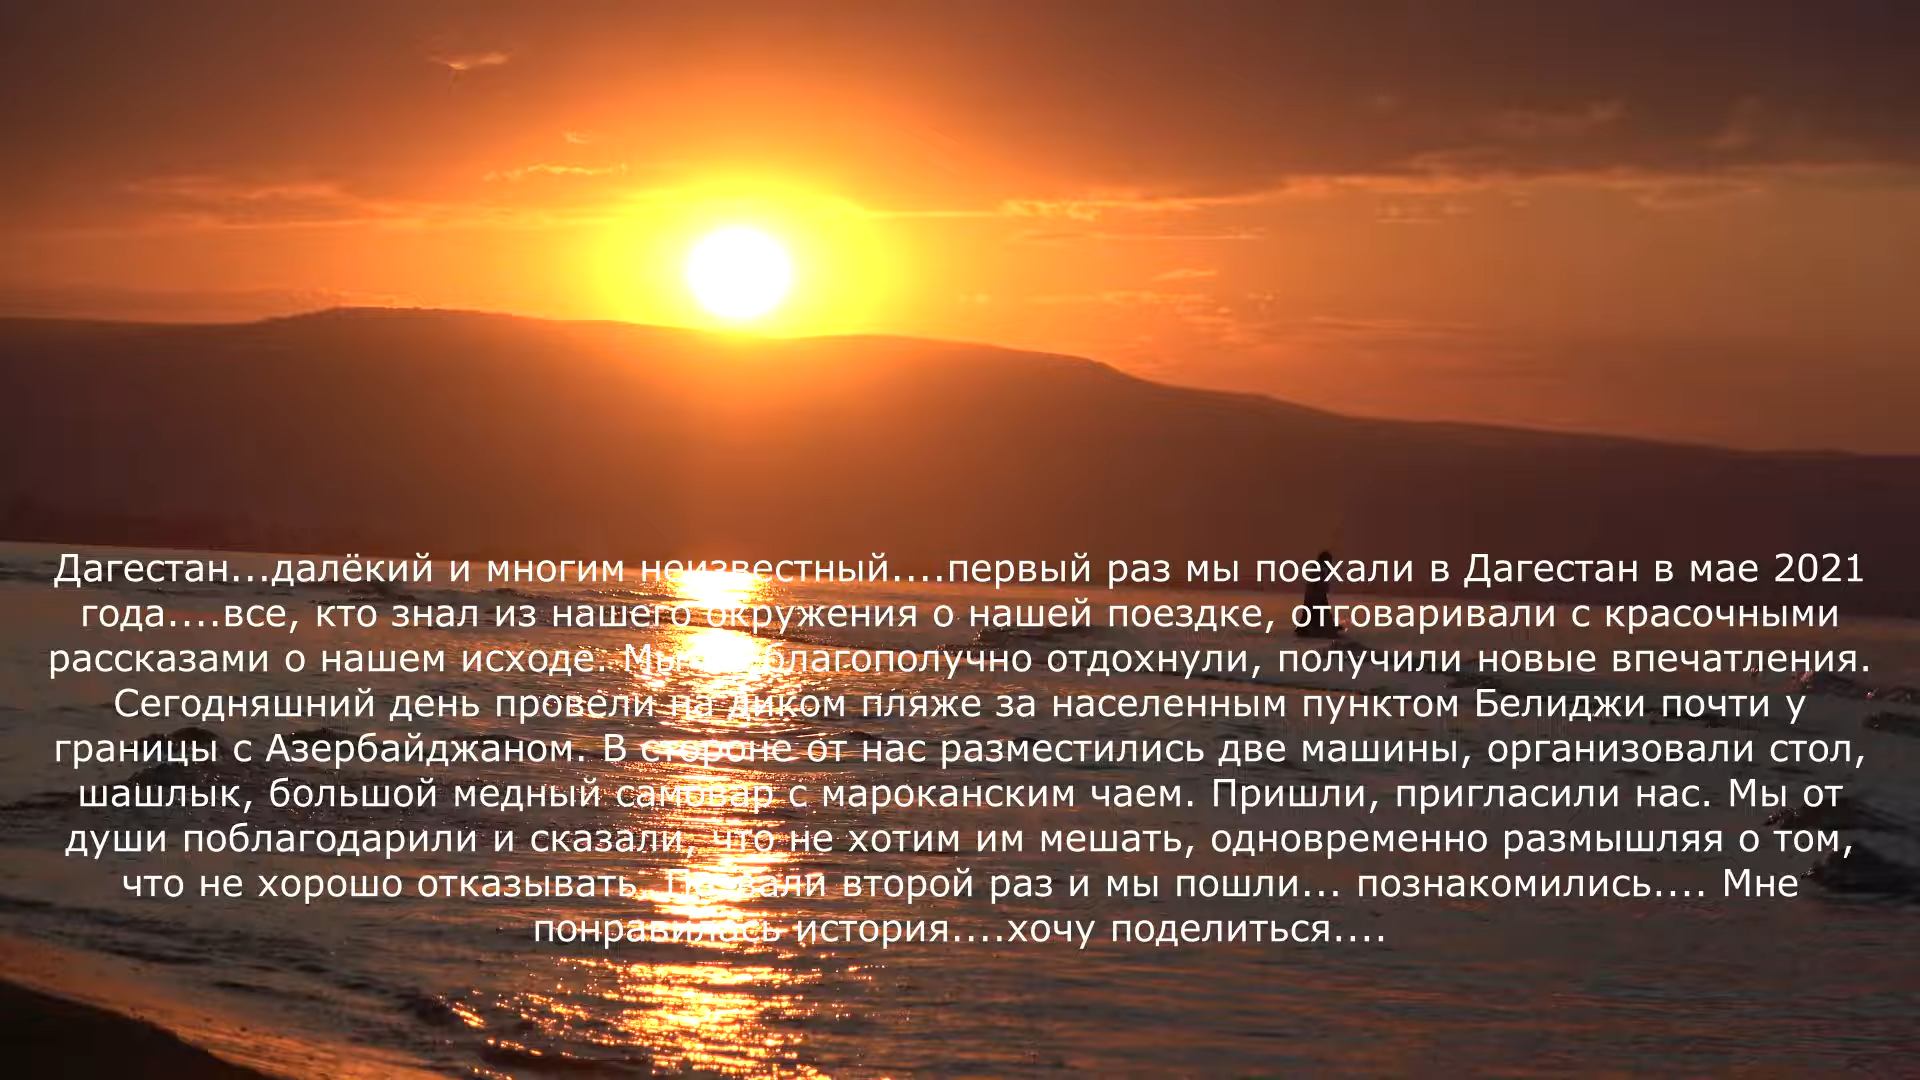 Дагестан...далёкий и многим неизвестный....первый раз мы поехали в Дагестан в мае 2021
года....все, кто знал из нашего окружения о нашей поездке, отговаривали с красочными
рассказами о нашем исходе. Мы благополучно отдохнули, получили новые впечатления.
Сегодняшний день провели на диком пляже за населенным пунктом Белиджи почти у
границы с Азербайджаном. В стороне от нас разместились две машины, организовали стол,
шашлык, большой медный самовар с мароканским чаем. Пришли, пригласили нас. Мы от
души поблагодарили и сказали, что не хотим им мешать, одновременно размышляя о том,
что не хорошо отказывать. Позвали второй раз и мы пошли... познакомились.... Мне
понравилась история....хочу поделиться....